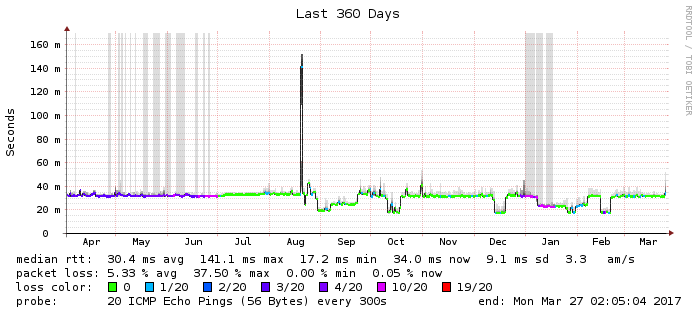 Last 360 Days
RRDTOOL / TOBI OETIKER
Seconds
160 m
140 m
120 m
100 m
80 m
60 m
40 m
20 m
0
Apr May Jun Jul Aug Sep Oct Nov Dec Jan Feb Mar
median rtt: 30.4 ms avg 141.1 ms max 17.2 ms min 34.0 ms now 9.1 ms sd 3.3 am/s
packet loss: 5.33 % avg 37.50 % max 0.00 % min 0.05 % now
loss color: 0 1/20 2/20 3/20 4/20 10/20 19/20
probe: 20 ICMP Echo Pings (56 Bytes) every 300s end: Mon Mar 27 02:05:04 2017